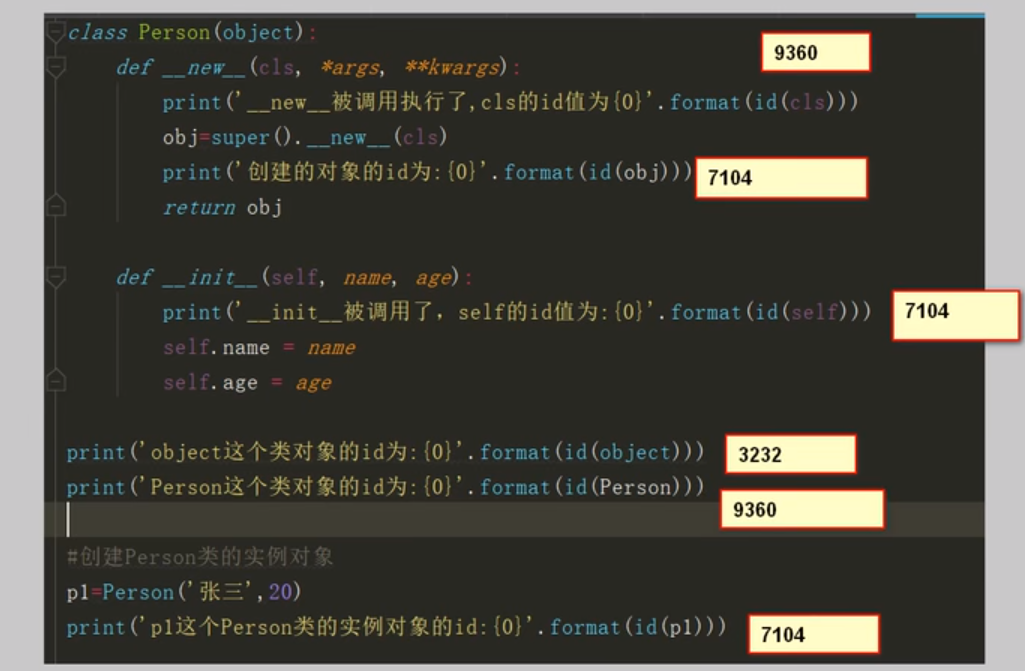 class Person(object):
def __new__(cls, *args, **kwargs):
9360
print('__new__被调用执行了,cls的id值为{0}'.format(id(cls)))
obj=super().__new__(cls)
print('创建的对象的id为:{0}'.format(id(obj)))
7104
return obj
def __init__(self, name, age):
print('__init__被调用了，self的id值为:{0}'.format(id(self)))
7104
self.name = name
self.age = age
print('object这个类对象的id为:{0}'.format(id(object)))
3232
print('Person这个类对象的id为:{0}'.format(id(Person)))
9360
#创建Person类的实例对象
p1=Person('张三',20)
print('p1这个Person类的实例对象的id:{0}'.format(id(p1)))
7104